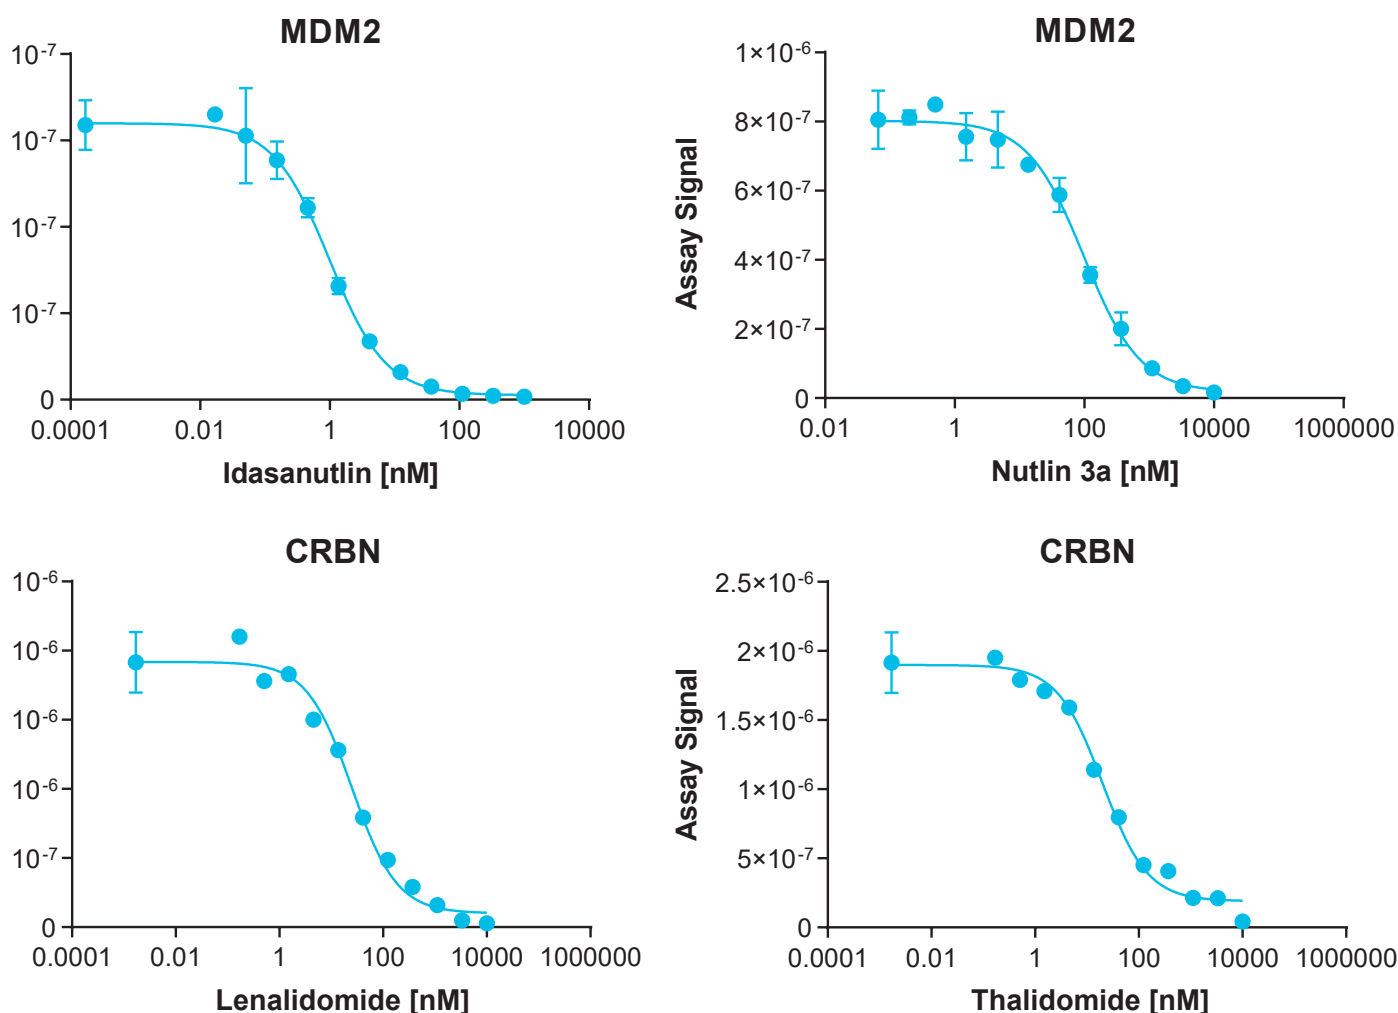 MDM2
10-7
10-7
10-7
10-7
0
0.0001 0.01 1 100 10000
Idasanutlin [nM]
MDM2
Assay Signal
1×10-6
8×10-7
6×10-7
4×10-7
2×10-7
0
0.01 1 100 10000 1000000
Nutlin 3a [nM]
CRBN
10-6
10-6
10-6
10-6
10-7
0
0.0001 0.01 1 100 10000 1000000
Lenalidomide [nM]
CRBN
Assay Signal
2.5×10-6
2×10-6
1.5×10-6
1×10-6
5×10-7
0
0.0001 0.01 1 100 10000 1000000
Thalidomide [nM]